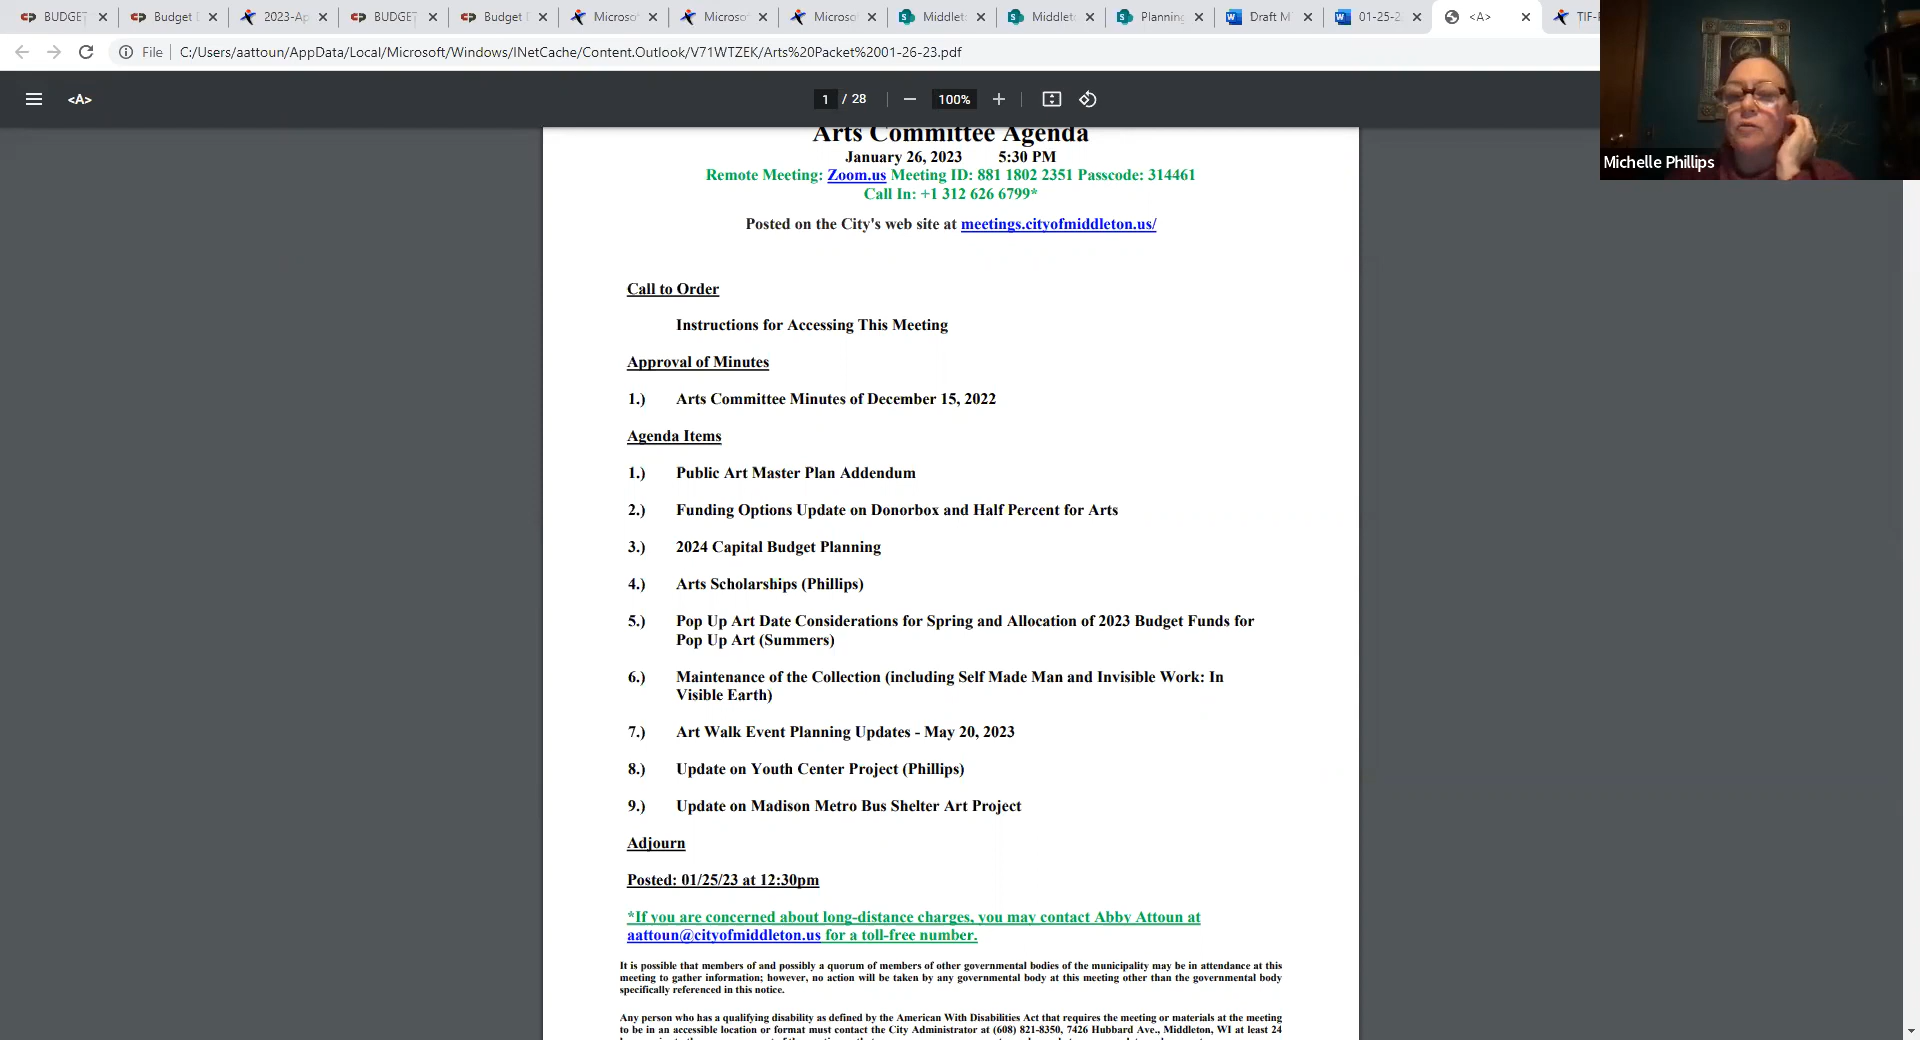 BUDGET
Budget D
2023-Ap
BUDGET
Budget D
Microso
Microso
Microso
Middlet
Middlet
Planning
Draft M
01-25-2
<A>
TIF-F
File C:/Users/aattoun/AppData/Local/Microsoft/Windows/INetCache/Content.Outlook/V71WTZEK/Arts%20Packet%2001-26-23.pdf
<A>
1 / 28
100%
Michelle Phillips
Arts Committee Agenda
January 26, 2023 5:30 PM
Remote Meeting: Zoom.us Meeting ID: 881 1802 2351 Passcode: 314461
Call In: +1 312 626 6799*
Posted on the City's web site at meetings.cityofmiddleton.us/
Call to Order
Instructions for Accessing This Meeting
Approval of Minutes
1.) Arts Committee Minutes of December 15, 2022
Agenda Items
1.) Public Art Master Plan Addendum
2.) Funding Options Update on Donorbox and Half Percent for Arts
3.) 2024 Capital Budget Planning
4.) Arts Scholarships (Phillips)
5.) Pop Up Art Date Considerations for Spring and Allocation of 2023 Budget Funds for
Pop Up Art (Summers)
6.) Maintenance of the Collection (including Self Made Man and Invisible Work: In
Visible Earth)
7.) Art Walk Event Planning Updates - May 20, 2023
8.) Update on Youth Center Project (Phillips)
9.) Update on Madison Metro Bus Shelter Art Project
Adjourn
Posted: 01/25/23 at 12:30pm
*If you are concerned about long-distance charges, you may contact Abby Attoun at
aattoun@cityofmiddleton.us for a toll-free number.
It is possible that members of and possibly a quorum of members of other governmental bodies of the municipality may be in attendance at this
meeting to gather information; however, no action will be taken by any governmental body at this meeting other than the governmental body
specifically referenced in this notice.
Any person who has a qualifying disability as defined by the American With Disabilities Act that requires the meeting or materials at the meeting
to be in an accessible location or format must contact the City Administrator at (608) 821-8350, 7426 Hubbard Ave., Middleton, WI at least 24